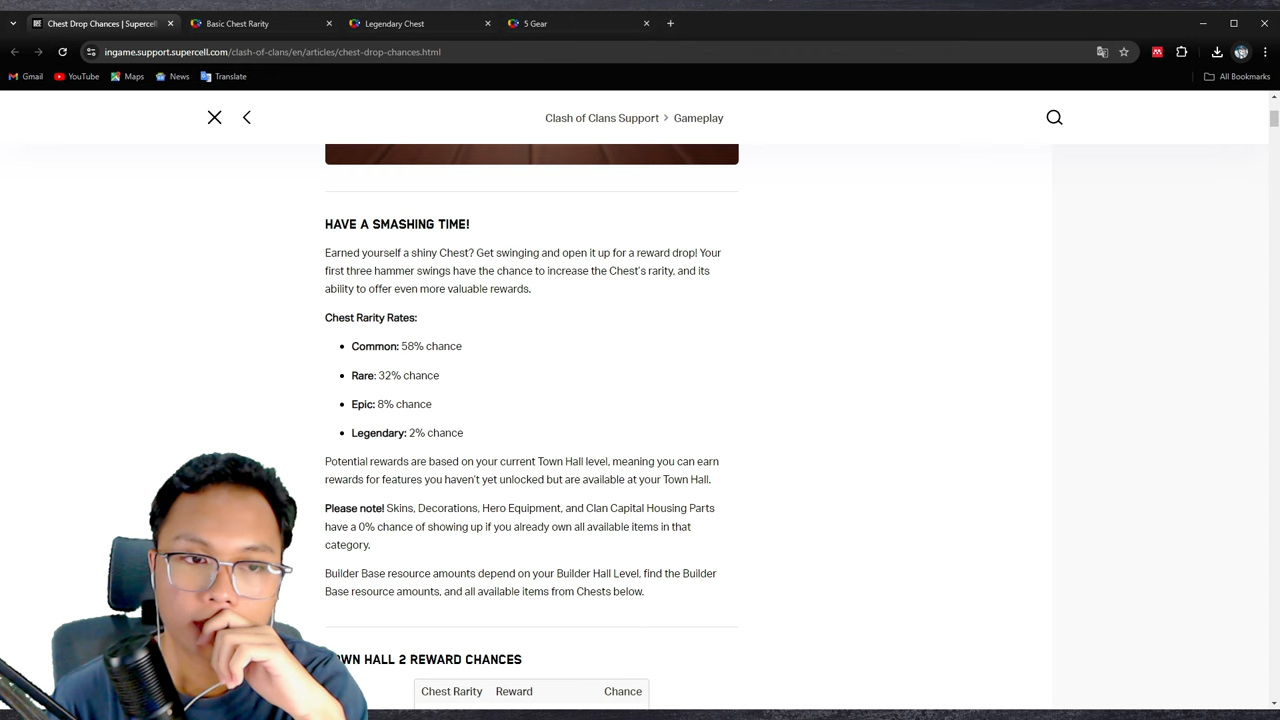 Chest Drop Chances | Supercell
Basic Chest Rarity
Legendary Chest
5 Gear
ingame.support.supercell.com/clash-of-clans/en/articles/chest-drop-chances.html
Gmail
YouTube
Maps
News
Translate
All Bookmarks
Clash of Clans Support > Gameplay
HAVE A SMASHING TIME!
Earned yourself a shiny Chest? Get swinging and open it up for a reward drop! Your
first three hammer swings have the chance to increase the Chest's rarity, and its
ability to offer even more valuable rewards.
Chest Rarity Rates:
• Common: 58% chance
• Rare: 32% chance
• Epic: 8% chance
• Legendary: 2% chance
Potential rewards are based on your current Town Hall level, meaning you can earn
rewards for features you haven't yet unlocked but are available at your Town Hall.
Please note! Skins, Decorations, Hero Equipment, and Clan Capital Housing Parts
have a 0% chance of showing up if you already own all available items in that
category.
Builder Base resource amounts depend on your Builder Hall Level, find the Builder
Base resource amounts, and all available items from Chests below.
OWN HALL 2 REWARD CHANCES
Chest Rarity Reward Chance